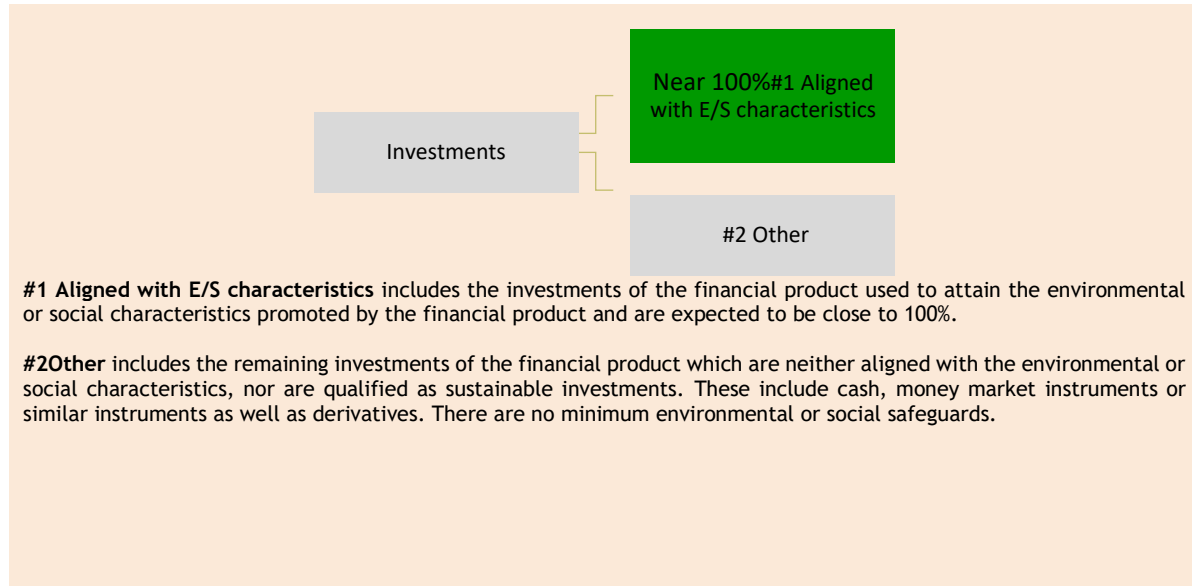 Near 100%#1 Aligned
with E/S characteristics
Investments
#2 Other
#1 Aligned with E/S characteristics includes the investments of the financial product used to attain the environmental
or social characteristics promoted by the financial product and are expected to be close to 100%.
#2Other includes the remaining investments of the financial product which are neither aligned with the environmental or
social characteristics, nor are qualified as sustainable investments. These include cash, money market instruments or
similar instruments as well as derivatives. There are no minimum environmental or social safeguards.